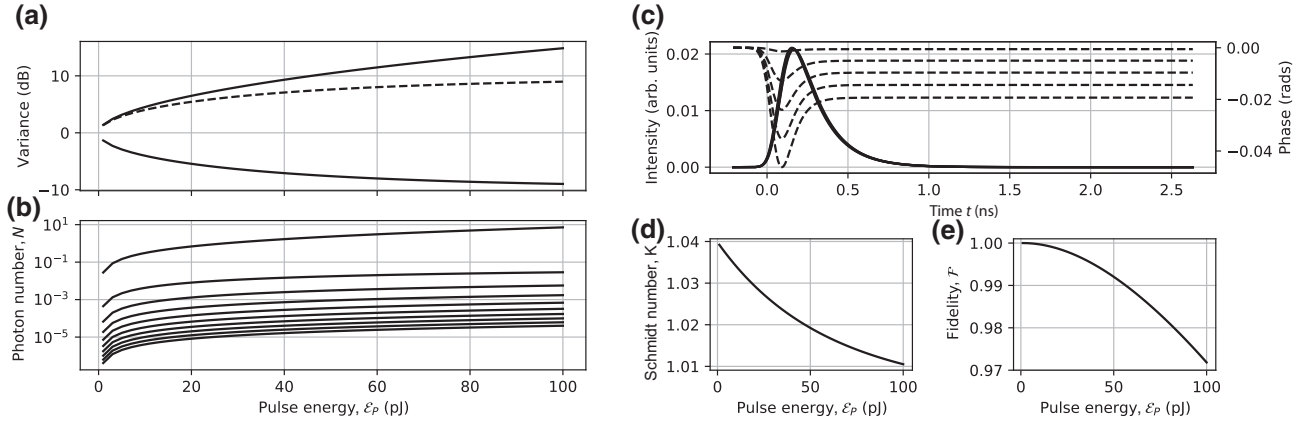 (a)
Variance (dB)
10
0
−10
(b)
Photon number, N
10¹
10⁻¹
10⁻³
10⁻⁵
0 20 40 60 80 100
Pulse energy, ℰ_P (pJ)
(c)
Intensity (arb. units)
0.02
0.01
0.00
0.00
−0.02
−0.04
Phase (rads)
0.0 0.5 1.0 1.5 2.0 2.5
Time t (ns)
(d)
Schmidt number, K
1.04
1.03
1.02
1.01
0 50 100
Pulse energy, ℰ_P (pJ)
(e)
Fidelity, ℱ
1.00
0.99
0.98
0.97
0 50 100
Pulse energy, ℰ_P (pJ)